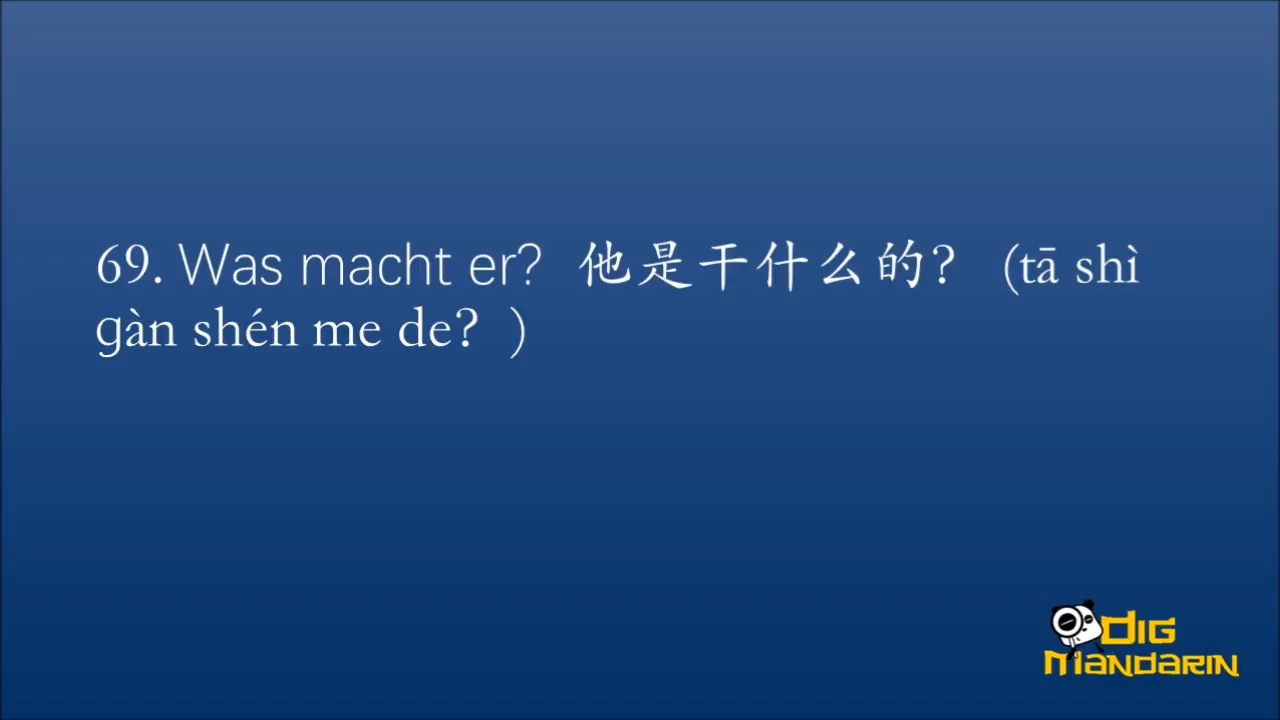 69. Was macht er? 他是干什么的? (tā shì
gàn shén me de? )
DIG
MANDARIN